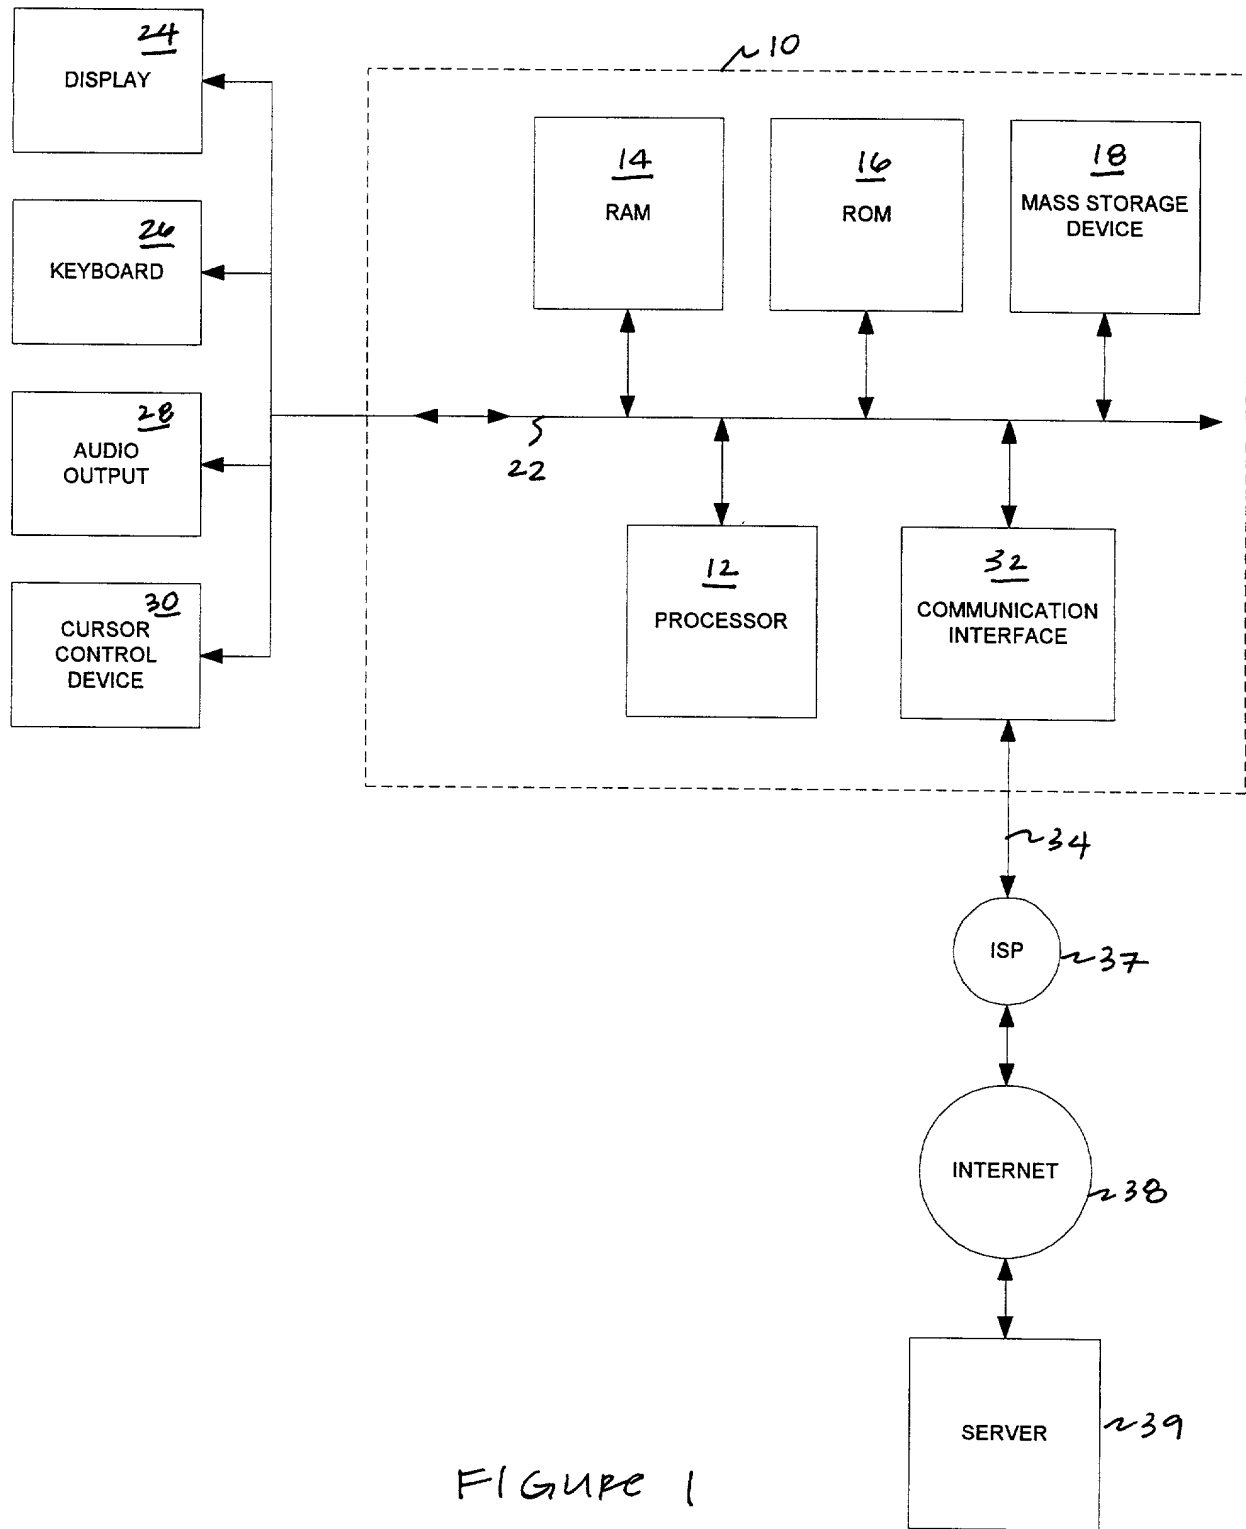 24
DISPLAY
10
14
RAM
16
ROM
18
MASS STORAGE
DEVICE
26
KEYBOARD
28
AUDIO
OUTPUT
22
30
CURSOR
CONTROL
DEVICE
12
PROCESSOR
32
COMMUNICATION
INTERFACE
34
ISP
37
INTERNET
38
SERVER
39
FIGURE 1